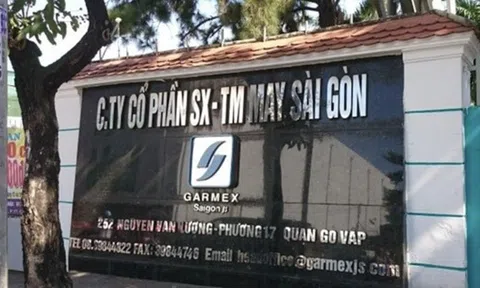 C.TY CỔ PHẦN SX-TM MAY SÀI GÒN
GARMEX
Saigon js
252 NGUYEN VAN LUONG-PHUONG 17 QUAN GO VAP
TEL 08.39844822 FAX: 39844746 Email headoffice@garmexjs com